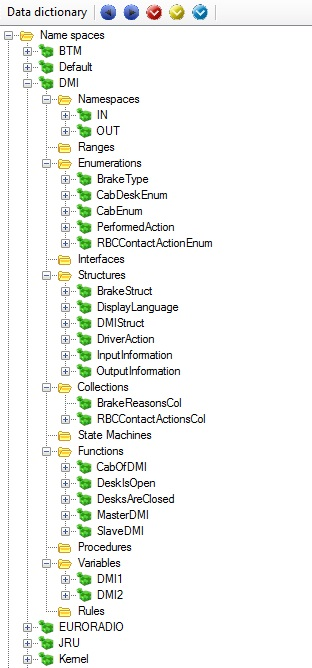 Data dictionary
Name spaces
BTM
Default
DMI
Namespaces
IN
OUT
Ranges
Enumerations
BrakeType
CabDeskEnum
CabEnum
PerformedAction
RBCContactActionEnum
Interfaces
Structures
BrakeStruct
DisplayLanguage
DMIStruct
DriverAction
InputInformation
OutputInformation
Collections
BrakeReasonsCol
RBCContactActionsCol
State Machines
Functions
CabOfDMI
DeskIsOpen
DesksAreClosed
MasterDMI
SlaveDMI
Procedures
Variables
DMI1
DMI2
Rules
EURORADIO
JRU
Kernel